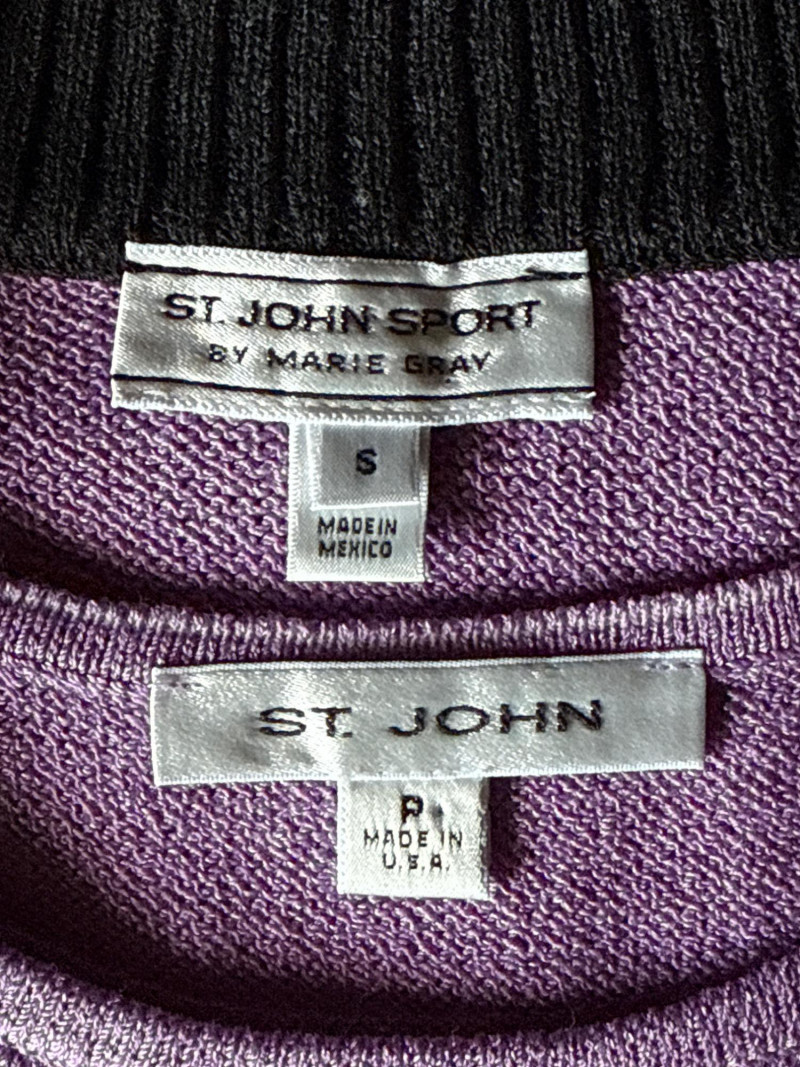 ST. JOHN SPORT
BY MARIE GRAY
S
MADE IN
MEXICO
ST. JOHN
P
MADE IN
U.S.A.